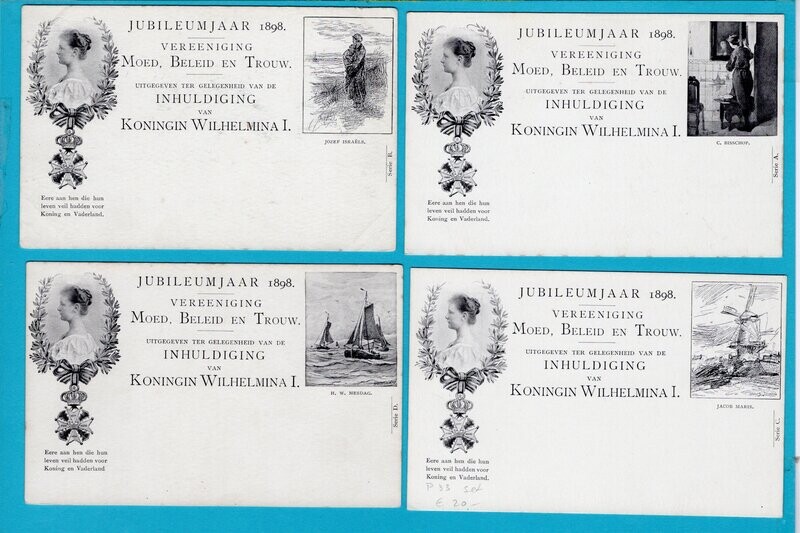 JUBILEUMJAAR 1898.
VEREENIGING
MOED, BELEID EN TROUW.
UITGEGEVEN TER GELEGENHEID VAN DE
INHULDIGING
VAN
KONINGIN WILHELMINA I.
JOZEF ISRAËLS.
Serie B.
Eere aan hen die hun
leven veil hadden voor
Koning en Vaderland.
JUBILEUMJAAR 1898.
VEREENIGING
MOED, BELEID EN TROUW.
UITGEGEVEN TER GELEGENHEID VAN DE
INHULDIGING
VAN
KONINGIN WILHELMINA I.
C. BISSCHOP.
Serie A.
Eere aan hen die hun
leven veil hadden voor
Koning en Vaderland.
JUBILEUMJAAR 1898.
VEREENIGING
MOED, BELEID EN TROUW.
UITGEGEVEN TER GELEGENHEID VAN DE
INHULDIGING
VAN
KONINGIN WILHELMINA I.
H. W. MESDAG.
Serie D.
Eere aan hen die hun
leven veil hadden voor
Koning en Vaderland
JUBILEUMJAAR 1898.
VEREENIGING
MOED, BELEID EN TROUW.
UITGEGEVEN TER GELEGENHEID VAN DE
INHULDIGING
VAN
KONINGIN WILHELMINA I.
JACOB MARIS.
Serie C.
Eere aan hen die hun
leven veil hadden voor
Koning en Vaderland.
set
€ 20,-